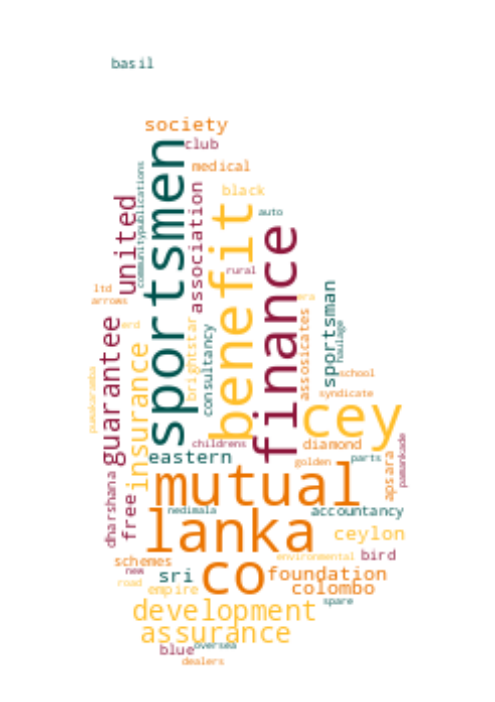 basil
society
club
medical
communitypublications
sportsmen
association
black
benefit
auto
united
finance
rural
ltd
arrows
era
erd
sportsman
haulage
guarantee
insurance
brightstar
consultancy
assosicates
school
syndicate
cey
childrens
diamond
eastern
golden
parts
apsara
pamankade
mutual
dharshana
free
nedimala
accountancy
lanka
ceylon
environmental
bird
schemes
new
sri
co
foundation
road
empire
colombo
spare
development
assurance
blue
oversea
dealers